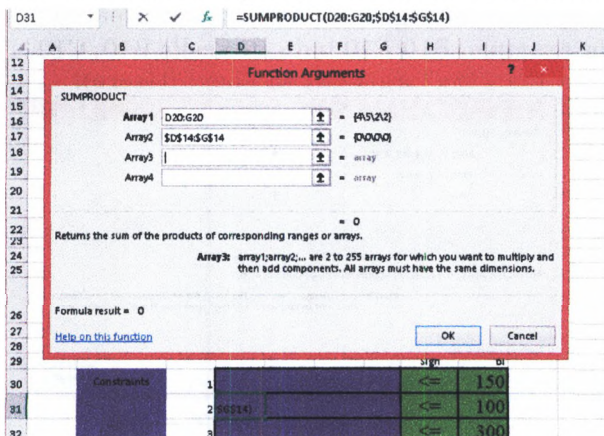 D31 =SUMPRODUCT(D20:G20;$D$14:$G$14)
A B C D E F G H I J K
12
13 Function Arguments ?
14
15 SUMPRODUCT
16 Array1 D20:G20 = {4\5\2\2}
17 Array2 $D$14:$G$14 = {0\0\0\0}
18 Array3 = array
19 Array4 = array
20
21
22 = 0
23 Returns the sum of the products of corresponding ranges or arrays.
24 Array3: array1;array2;... are 2 to 255 arrays for which you want to multiply and
25 then add components. All arrays must have the same dimensions.
26 Formula result = 0
27 Help on this function OK Cancel
28
29 Sign bi
30 Constraints 1 <= 150
31 2 $G$14) <= 100
32 3 <= 300